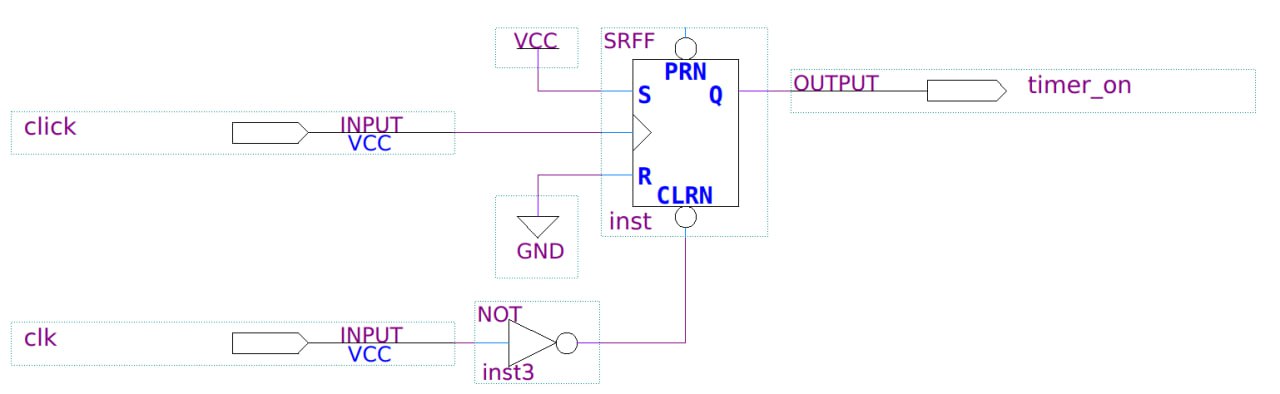 VCC
SRFF
PRN
S
Q
OUTPUT
timer_on
click
INPUT
VCC
R
CLRN
inst
GND
NOT
clk
INPUT
VCC
inst3